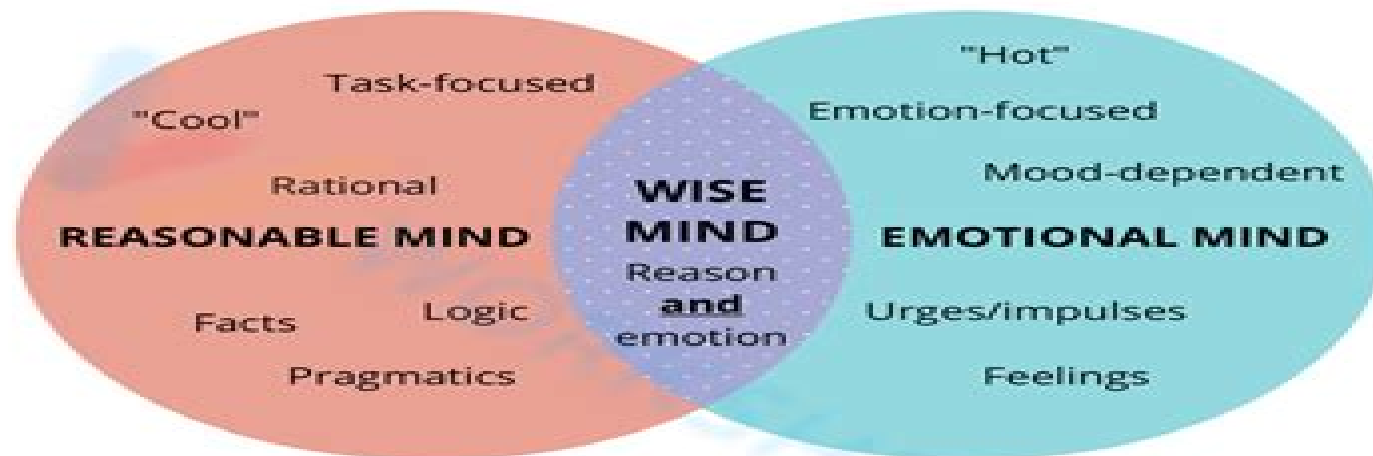 Task-focused
"Cool"
Rational
REASONABLE MIND
Facts
Logic
Pragmatics
WISE
MIND
Reason
and
emotion
"Hot"
Emotion-focused
Mood-dependent
EMOTIONAL MIND
Urges/impulses
Feelings